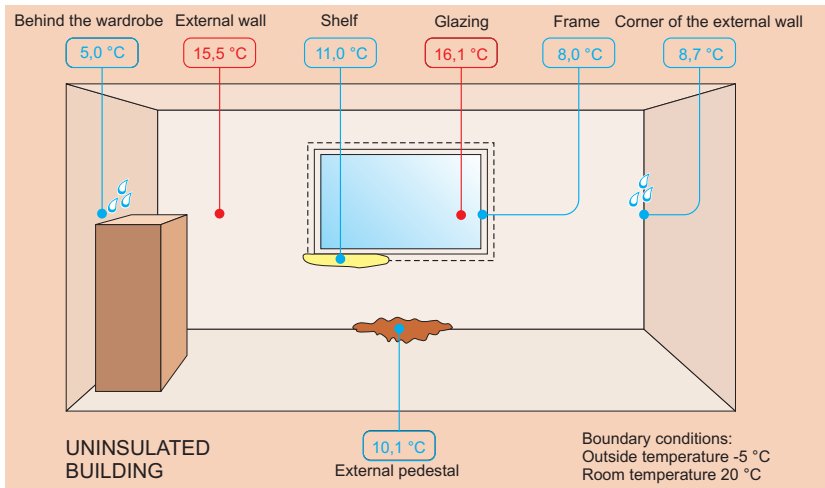 Behind the wardrobe
External wall
Shelf
Glazing
Frame
Corner of the external wall
5,0 °C
15,5 °C
11,0 °C
16,1 °C
8,0 °C
8,7 °C
10,1 °C
External pedestal
UNINSULATED
BUILDING
Boundary conditions:
Outside temperature -5 °C
Room temperature 20 °C